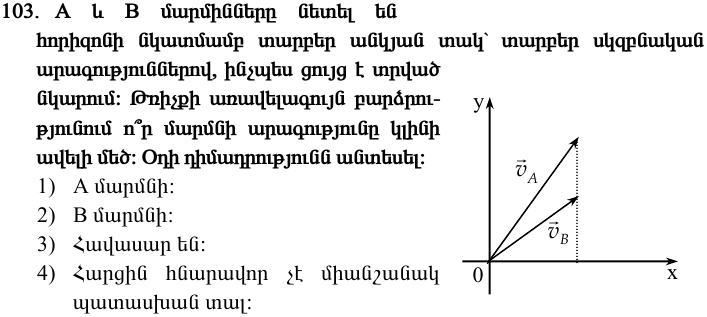 103. A և B մարմինները նետել են
հորիզոնի նկատմամբ տարբեր անկյան տակ՝ տարբեր սկզբնական
արագություններով, ինչպես ցույց է տրված
նկարում: Թռիչքի առավելագույն բարձրու-
թյունում ո՞ր մարմնի արագությունը կլինի
ավելի մեծ: Օդի դիմադրությունն անտեսել:
1) A մարմնի:
2) B մարմնի:
3) Հավասար են:
4) Հարցին հնարավոր չէ միանշանակ
պատասխան տալ:
y
v⃗_A
v⃗_B
0
x